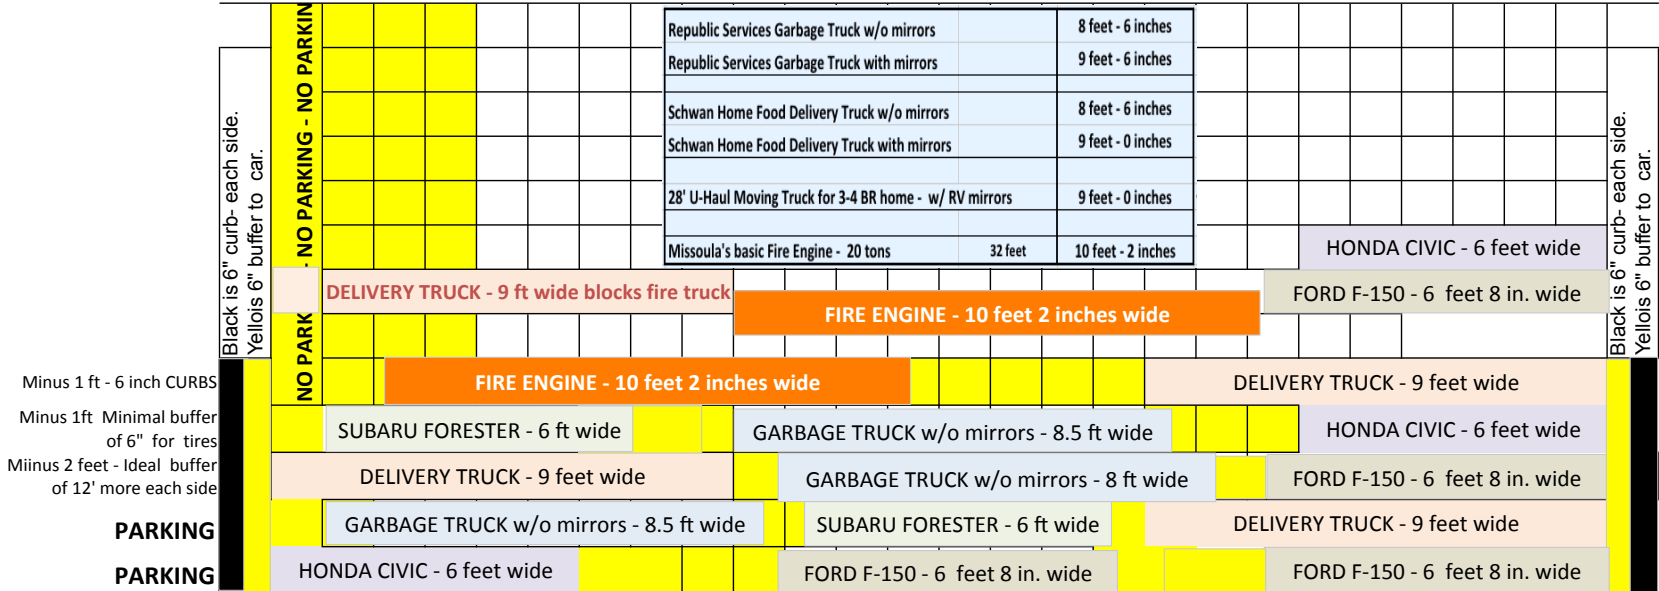 Republic Services Garbage Truck w/o mirrors 8 feet - 6 inches
Republic Services Garbage Truck with mirrors 9 feet - 6 inches
Schwan Home Food Delivery Truck w/o mirrors 8 feet - 6 inches
Schwan Home Food Delivery Truck with mirrors 9 feet - 0 inches
28' U-Haul Moving Truck for 3-4 BR home - w/ RV mirrors 9 feet - 0 inches
Missoula's basic Fire Engine - 20 tons 32 feet 10 feet - 2 inches
Black is 6" curb- each side.
Yellois 6" buffer to car.
NO PARK - NO PARKING - NO PARKING - NO PARKIN
Black is 6" curb- each side.
Yellois 6" buffer to car.
HONDA CIVIC - 6 feet wide
DELIVERY TRUCK - 9 ft wide blocks fire truck
FORD F-150 - 6 feet 8 in. wide
FIRE ENGINE - 10 feet 2 inches wide
Minus 1 ft - 6 inch CURBS
FIRE ENGINE - 10 feet 2 inches wide
DELIVERY TRUCK - 9 feet wide
Minus 1ft Minimal buffer
of 6" for tires
SUBARU FORESTER - 6 ft wide
GARBAGE TRUCK w/o mirrors - 8.5 ft wide
HONDA CIVIC - 6 feet wide
Miinus 2 feet - Ideal buffer
of 12' more each side
DELIVERY TRUCK - 9 feet wide
GARBAGE TRUCK w/o mirrors - 8 ft wide
FORD F-150 - 6 feet 8 in. wide
PARKING
GARBAGE TRUCK w/o mirrors - 8.5 ft wide
SUBARU FORESTER - 6 ft wide
DELIVERY TRUCK - 9 feet wide
PARKING
HONDA CIVIC - 6 feet wide
FORD F-150 - 6 feet 8 in. wide
FORD F-150 - 6 feet 8 in. wide